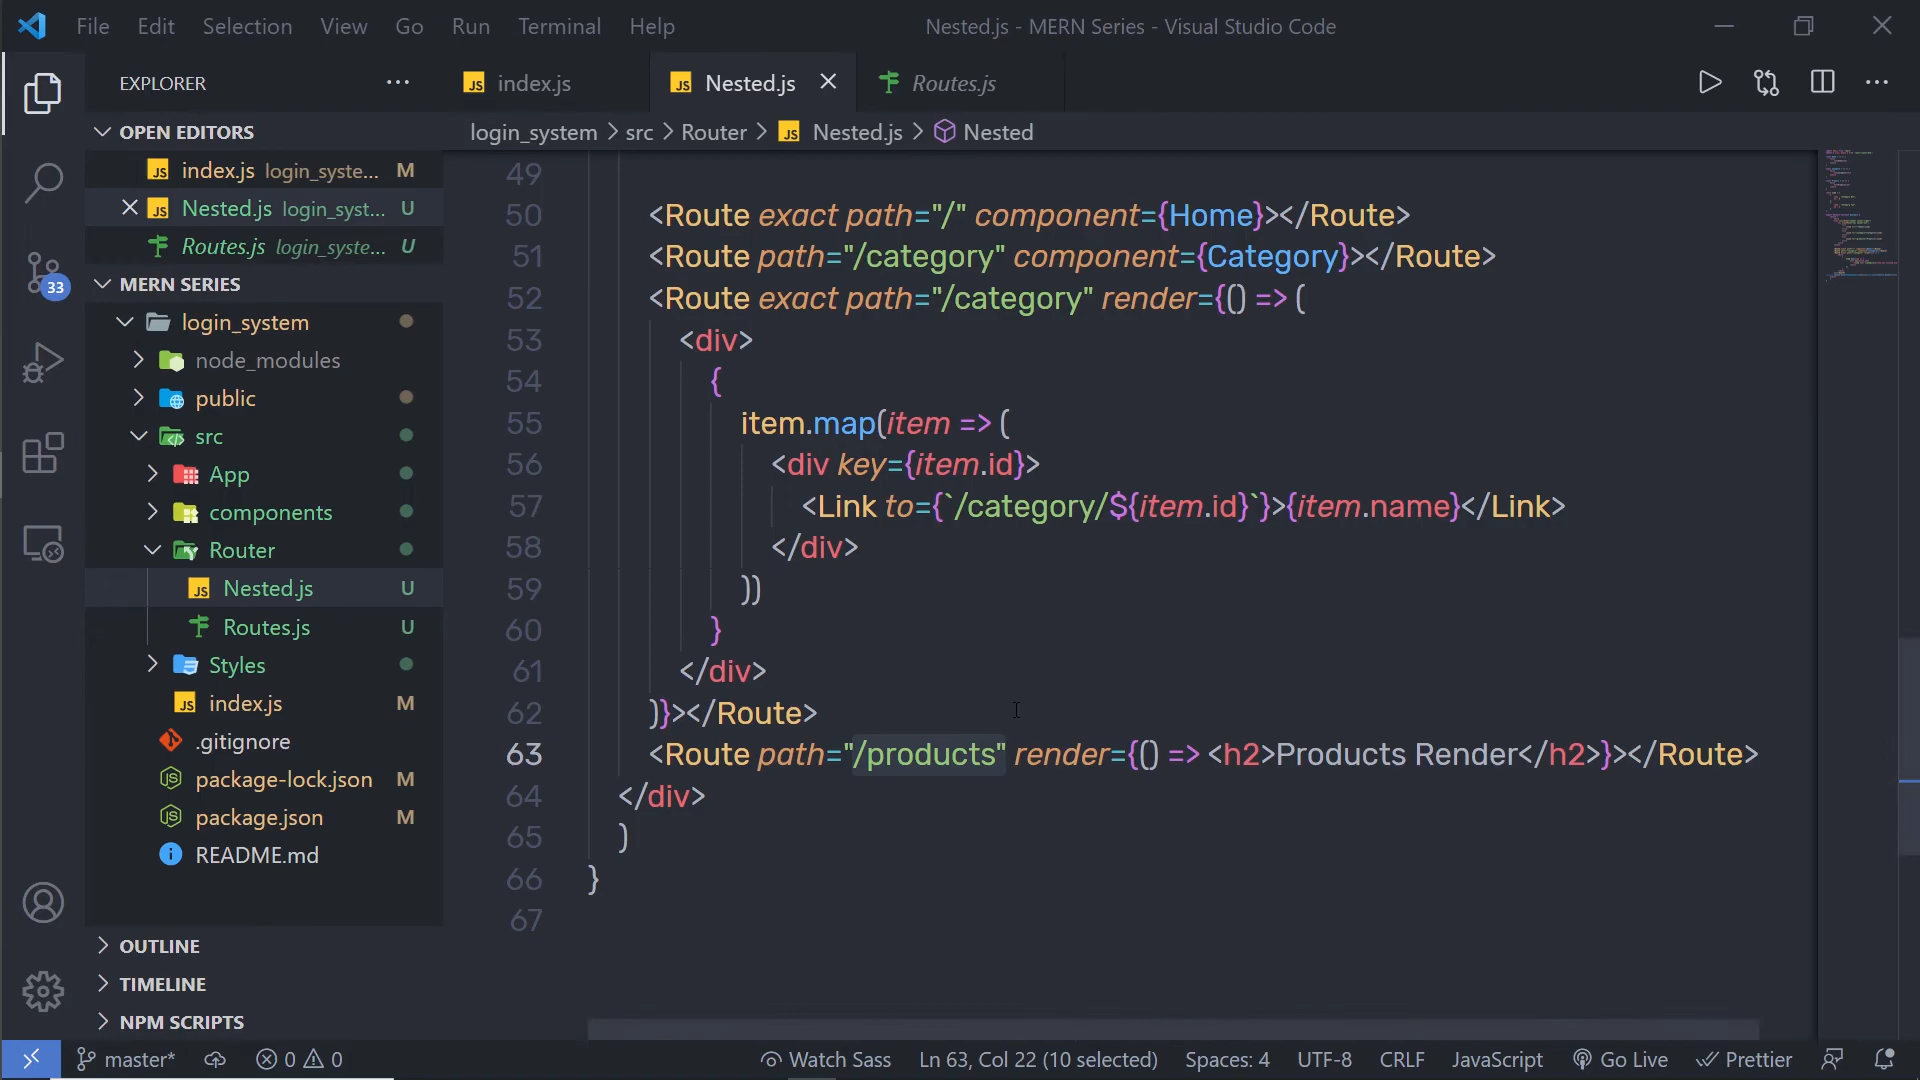 File Edit Selection View Go Run Terminal Help Nested.js - MERN Series - Visual Studio Code
EXPLORER
index.js Nested.js Routes.js
OPEN EDITORS
login_system > src > Router > JS Nested.js > Nested
JS index.js login_syste... M
JS Nested.js login_syst... U
Routes.js login_syste... U
MERN SERIES
login_system
node_modules
public
src
App
components
Router
JS Nested.js U
Routes.js U
Styles
JS index.js M
.gitignore
package-lock.json M
package.json M
README.md
OUTLINE
TIMELINE
NPM SCRIPTS
33
49
50 <Route exact path="/" component={Home}></Route>
51 <Route path="/category" component={Category}></Route>
52 <Route exact path="/category" render={() => (
53 <div>
54 {
55 item.map(item => (
56 <div key={item.id}>
57 <Link to={`/category/${item.id}`}>{item.name}</Link>
58 </div>
59 ))
60 }
61 </div>
62 )}></Route>
63 <Route path="/products" render={() => <h2>Products Render</h2>}></Route>
64 </div>
65 )
66 }
67
master* 0 0 Watch Sass Ln 63, Col 22 (10 selected) Spaces: 4 UTF-8 CRLF JavaScript Go Live Prettier